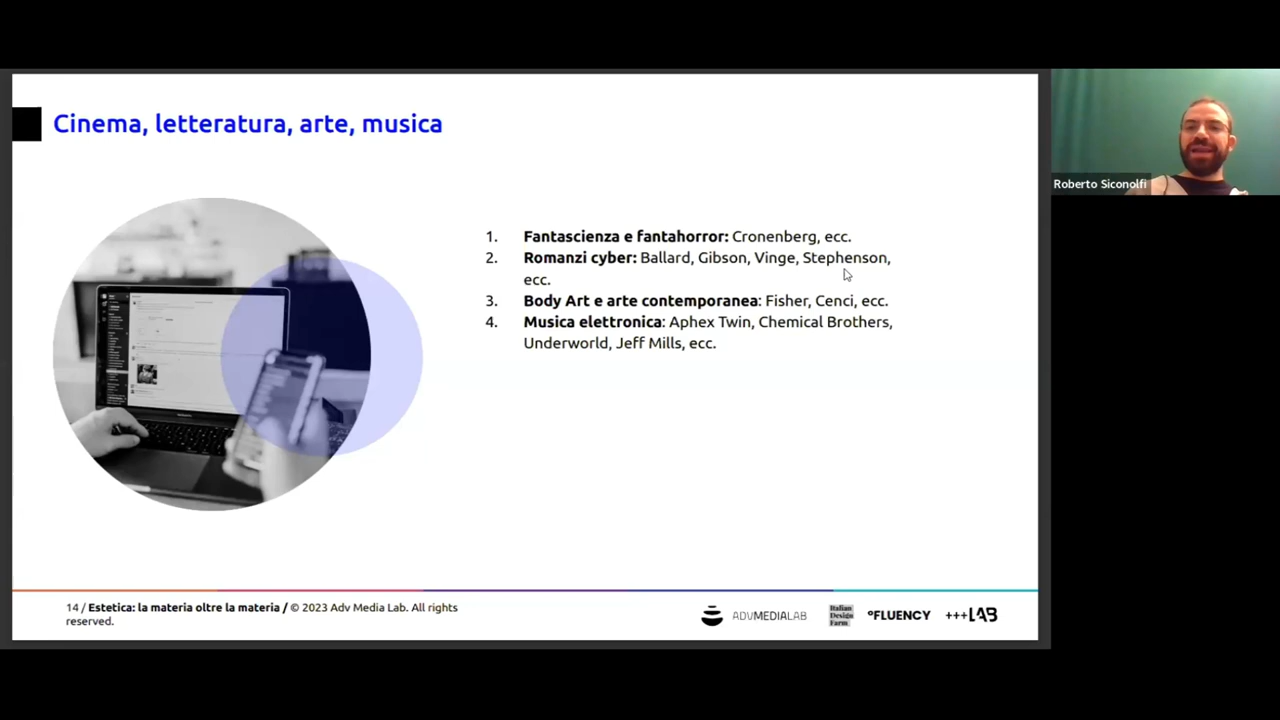 Cinema, letteratura, arte, musica
Roberto Siconolfi
1. Fantascienza e fantahorror: Cronenberg, ecc.
2. Romanzi cyber: Ballard, Gibson, Vinge, Stephenson,
ecc.
3. Body Art e arte contemporanea: Fisher, Cenci, ecc.
4. Musica elettronica: Aphex Twin, Chemical Brothers,
Underworld, Jeff Mills, ecc.
14 / Estetica: la materia oltre la materia / © 2023 Adv Media Lab. All rights
reserved.
ADVMEDIALAB
Italian
Design
Farm
°FLUENCY
+++LAB